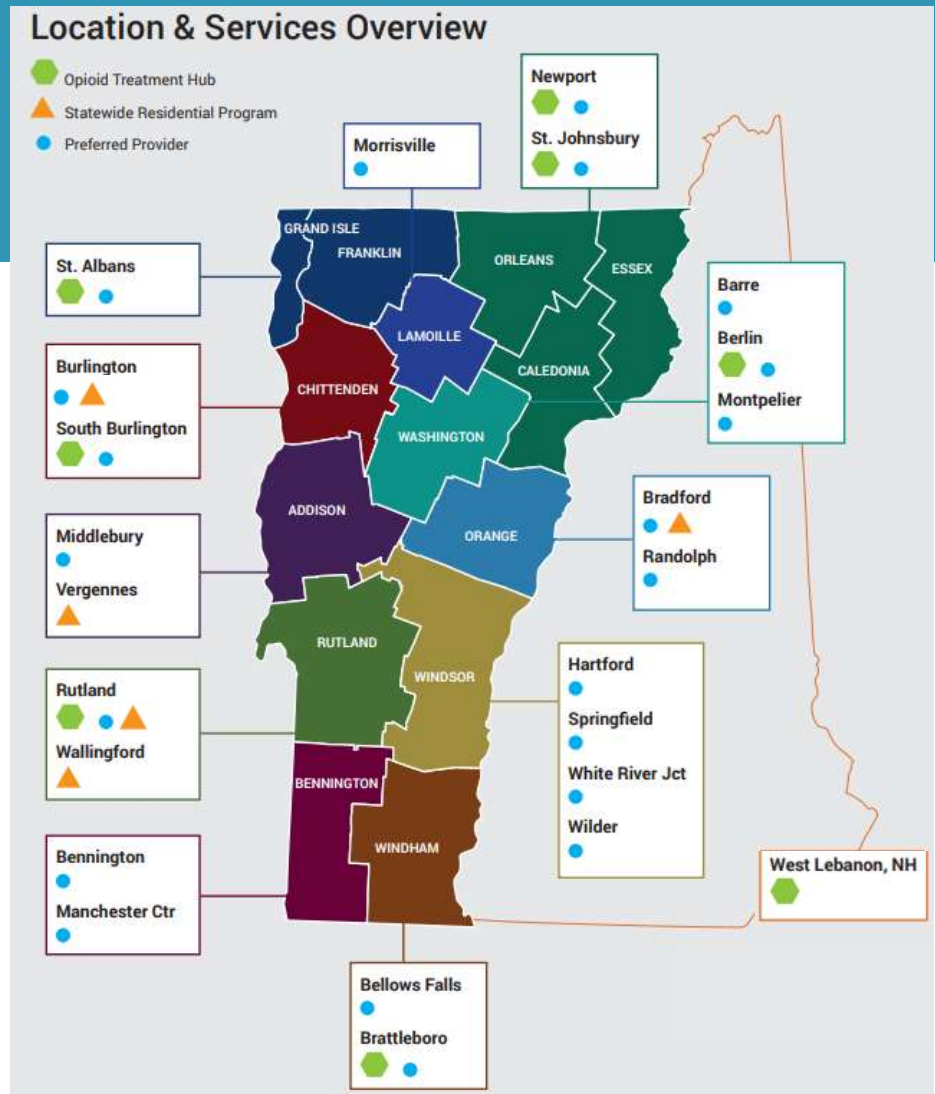 Location & Services Overview
Opioid Treatment Hub
Statewide Residential Program
Preferred Provider
Newport
St. Johnsbury
Morrisville
St. Albans
Burlington
South Burlington
Middlebury
Vergennes
Rutland
Wallingford
Bennington
Manchester Ctr
GRAND ISLE
FRANKLIN
ORLEANS
ESSEX
LAMOILLE
CALEDONIA
CHITTENDEN
WASHINGTON
ADDISON
ORANGE
RUTLAND
WINDSOR
BENNINGTON
WINDHAM
Barre
Berlin
Montpelier
Bradford
Randolph
Hartford
Springfield
White River Jct
Wilder
West Lebanon, NH
Bellows Falls
Brattleboro